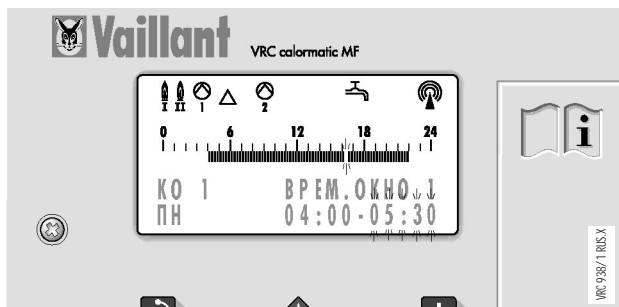 Vaillant
VRC calormatic MF
I II 1 2
0 6 12 18 24
КО 1 ВРЕМ.ОКНО 1
ПН 04:00-05:30
i
VRC 938/1 RUS.X